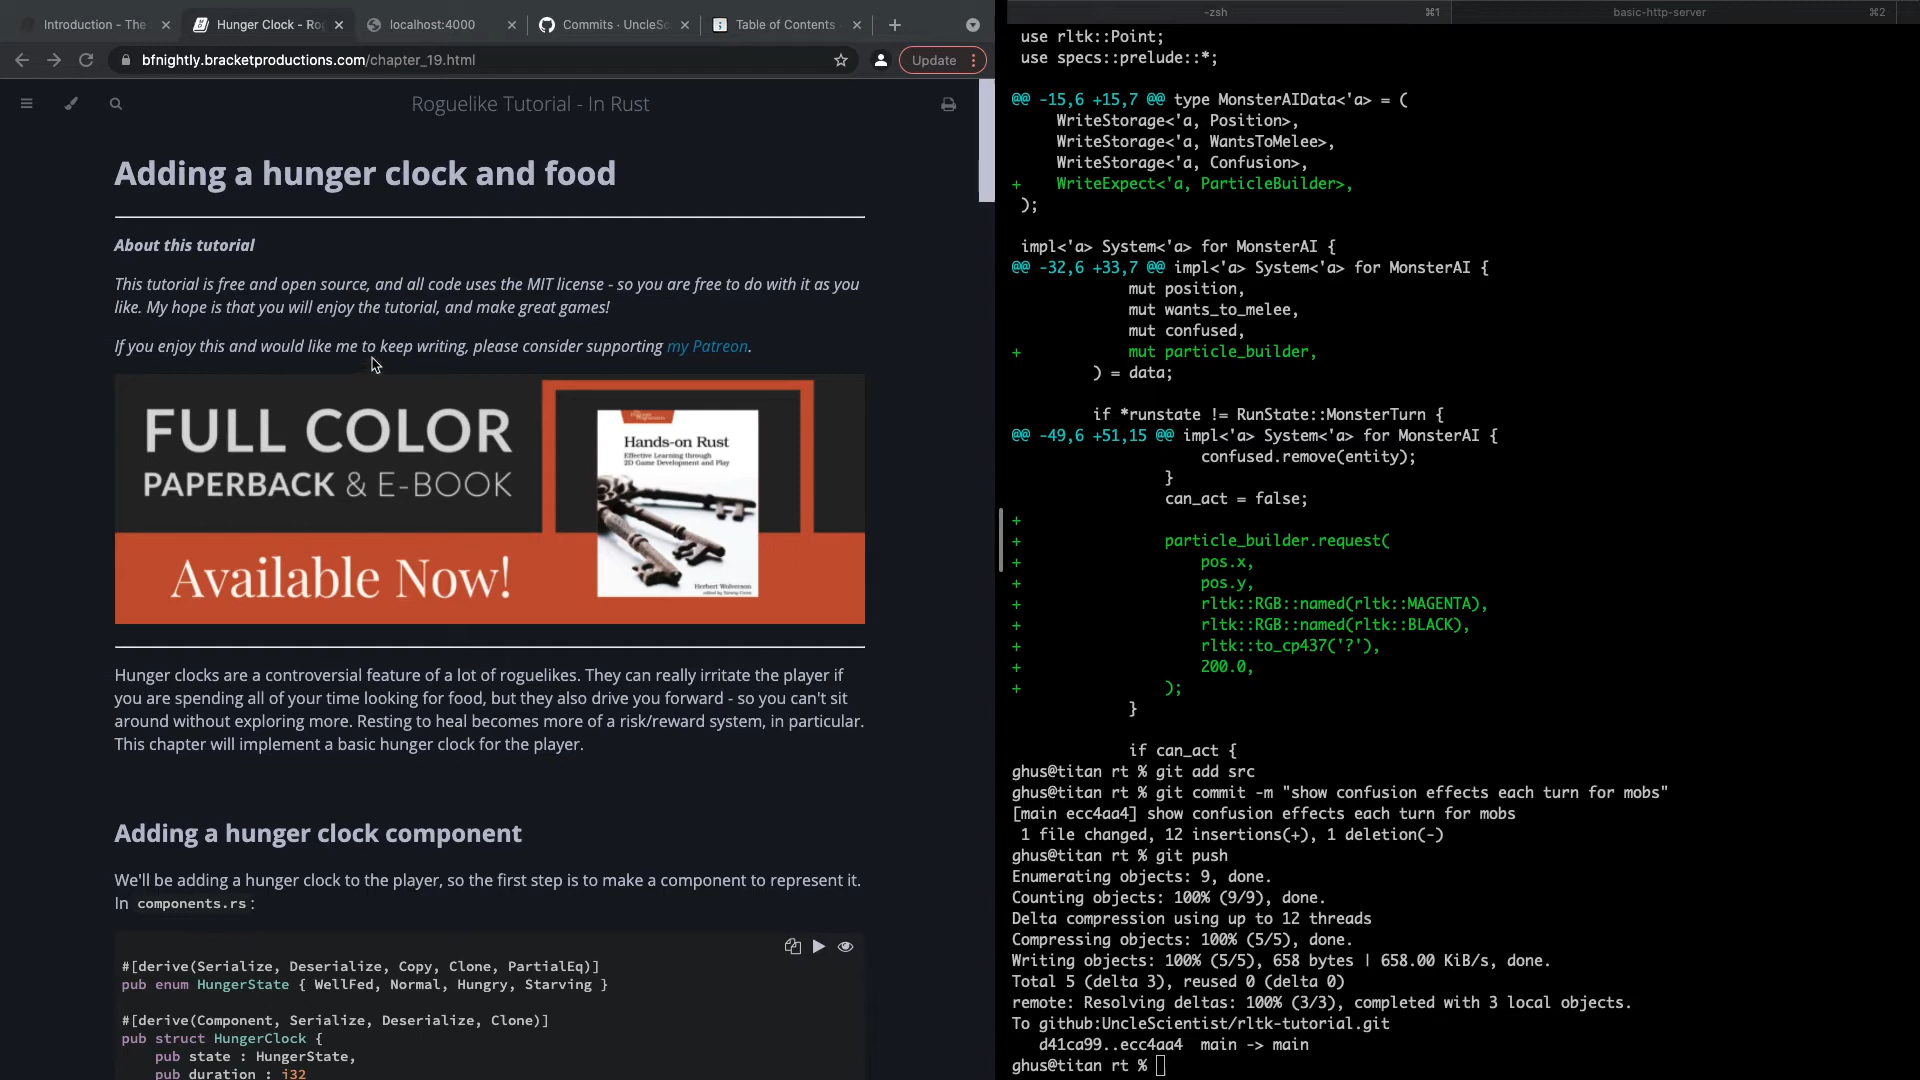 Introduction - The
Hunger Clock - Rog
localhost:4000
Commits · UncleSc
Table of Contents
bfnightly.bracketproductions.com/chapter_19.html
Update
Roguelike Tutorial - In Rust
Adding a hunger clock and food
About this tutorial
This tutorial is free and open source, and all code uses the MIT license - so you are free to do with it as you
like. My hope is that you will enjoy the tutorial, and make great games!
If you enjoy this and would like me to keep writing, please consider supporting my Patreon.
FULL COLOR
PAPERBACK & E-BOOK
Available Now!
Hands-on Rust
Effective Learning through
2D Game Development and Play
Herbert Wolverson
Hunger clocks are a controversial feature of a lot of roguelikes. They can really irritate the player if
you are spending all of your time looking for food, but they also drive you forward - so you can't sit
around without exploring more. Resting to heal becomes more of a risk/reward system, in particular.
This chapter will implement a basic hunger clock for the player.
Adding a hunger clock component
We'll be adding a hunger clock to the player, so the first step is to make a component to represent it.
In components.rs :
#[derive(Serialize, Deserialize, Copy, Clone, PartialEq)]
pub enum HungerState { WellFed, Normal, Hungry, Starving }
#[derive(Component, Serialize, Deserialize, Clone)]
pub struct HungerClock {
pub state : HungerState,
pub duration : i32
-zsh ⌘1
basic-http-server ⌘2
use rltk::Point;
use specs::prelude::*;
@@ -15,6 +15,7 @@ type MonsterAIData<'a> = (
WriteStorage<'a, Position>,
WriteStorage<'a, WantsToMelee>,
WriteStorage<'a, Confusion>,
+ WriteExpect<'a, ParticleBuilder>,
);
impl<'a> System<'a> for MonsterAI {
@@ -32,6 +33,7 @@ impl<'a> System<'a> for MonsterAI {
mut position,
mut wants_to_melee,
mut confused,
+ mut particle_builder,
) = data;
if *runstate != RunState::MonsterTurn {
@@ -49,6 +51,15 @@ impl<'a> System<'a> for MonsterAI {
confused.remove(entity);
}
can_act = false;
+
+ particle_builder.request(
+ pos.x,
+ pos.y,
+ rltk::RGB::named(rltk::MAGENTA),
+ rltk::RGB::named(rltk::BLACK),
+ rltk::to_cp437('?'),
+ 200.0,
+ );
}
if can_act {
ghus@titan rt % git add src
ghus@titan rt % git commit -m "show confusion effects each turn for mobs"
[main ecc4aa4] show confusion effects each turn for mobs
1 file changed, 12 insertions(+), 1 deletion(-)
ghus@titan rt % git push
Enumerating objects: 9, done.
Counting objects: 100% (9/9), done.
Delta compression using up to 12 threads
Compressing objects: 100% (5/5), done.
Writing objects: 100% (5/5), 658 bytes | 658.00 KiB/s, done.
Total 5 (delta 3), reused 0 (delta 0)
remote: Resolving deltas: 100% (3/3), completed with 3 local objects.
To github:UncleScientist/rltk-tutorial.git
d41ca99..ecc4aa4 main -> main
ghus@titan rt %